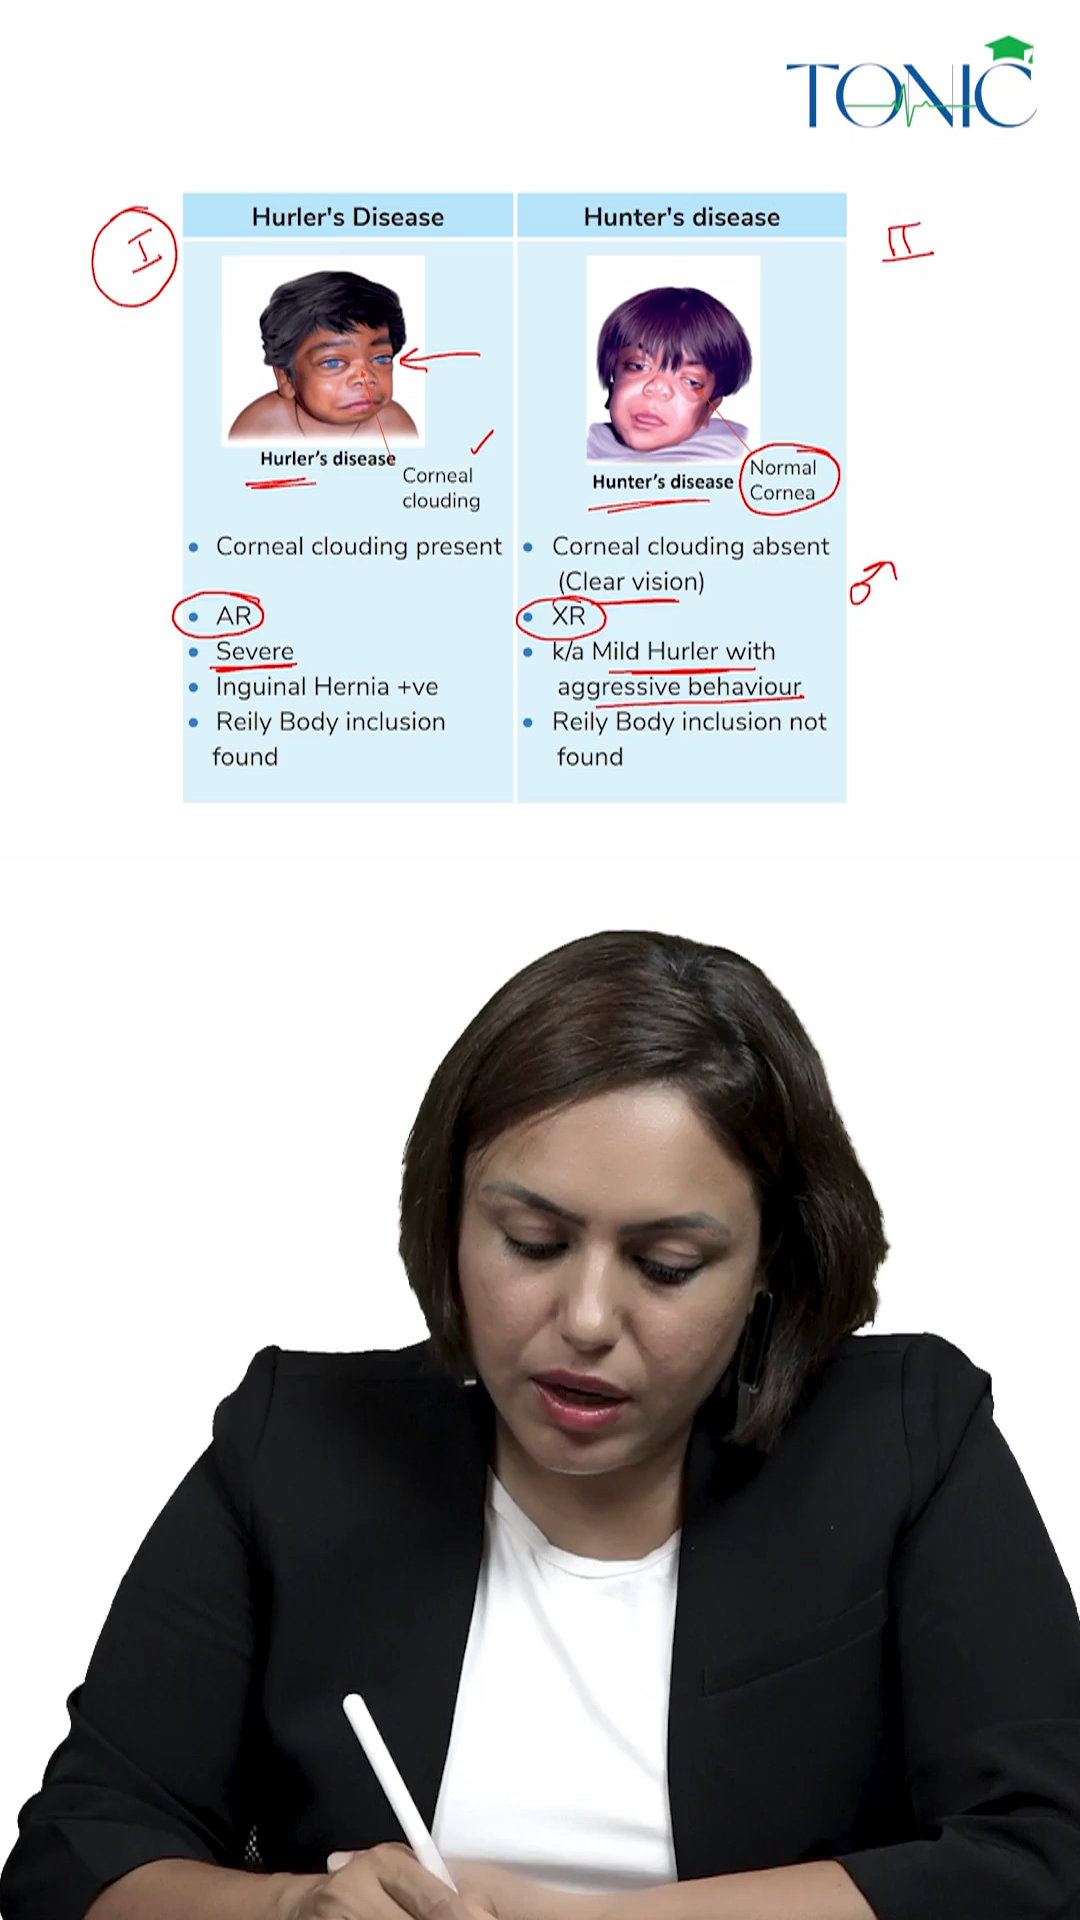 TONIC
Hurler's Disease
Hunter's disease
I
II
Hurler's disease
Corneal
clouding
Hunter's disease
Normal
Cornea
• Corneal clouding present
• AR
• Severe
• Inguinal Hernia +ve
• Reily Body inclusion
found
• Corneal clouding absent
(Clear vision)
♂
• XR
• k/a Mild Hurler with
aggressive behaviour
• Reily Body inclusion not
found